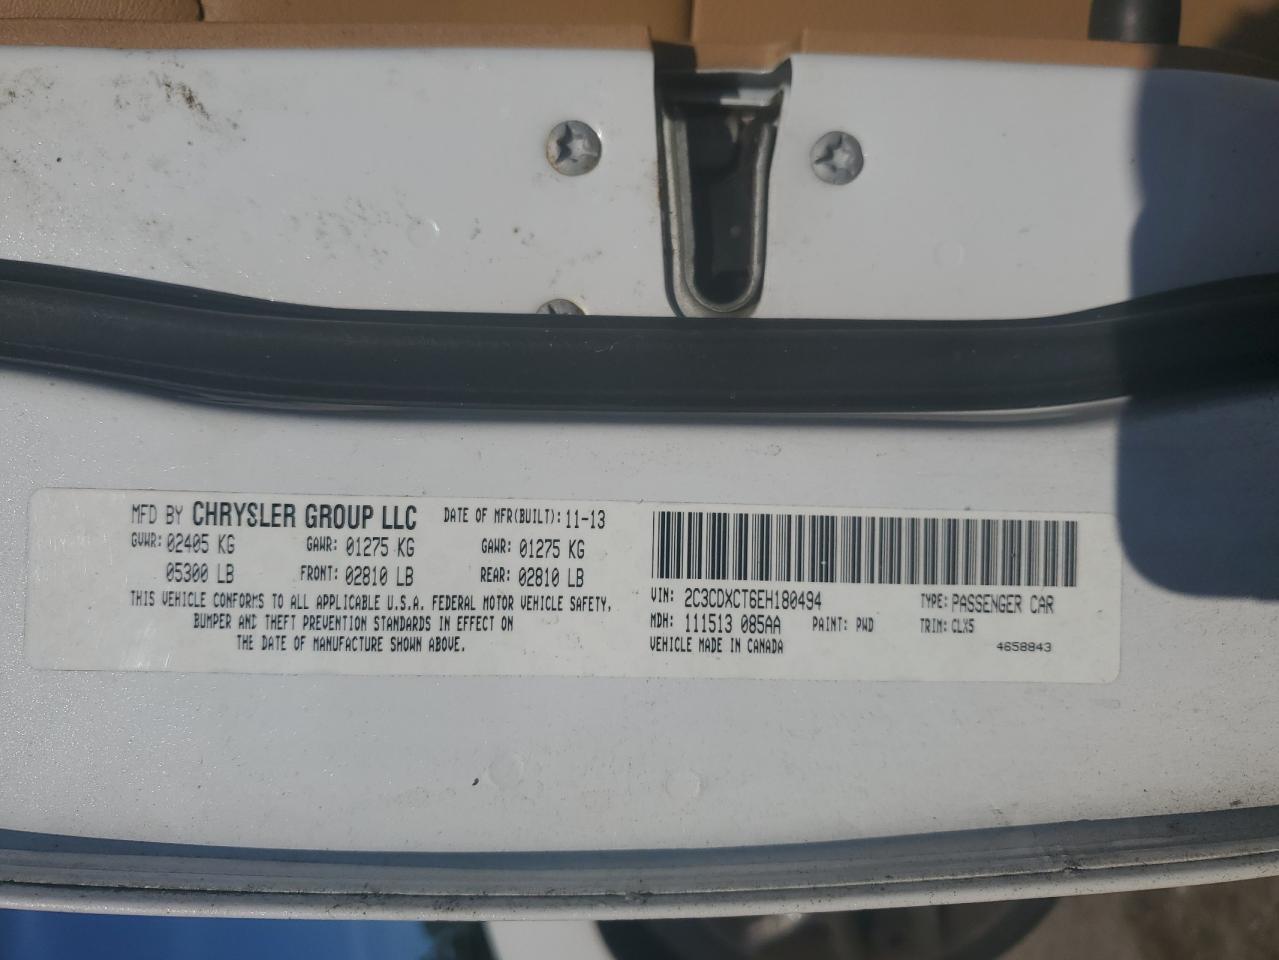 MFD BY CHRYSLER GROUP LLC DATE OF MFR(BUILT): 11-13
GVWR: 02405 KG GAWR: 01275 KG GAWR: 01275 KG
05300 LB FRONT: 02810 LB REAR: 02810 LB
THIS VEHICLE CONFORMS TO ALL APPLICABLE U.S.A. FEDERAL MOTOR VEHICLE SAFETY,
BUMPER AND THEFT PREVENTION STANDARDS IN EFFECT ON
THE DATE OF MANUFACTURE SHOWN ABOVE.
VIN: 2C3CDXCT6EH180494 TYPE: PASSENGER CAR
MDH: 111513 085AA PAINT: PWD TRIM: CLX5
VEHICLE MADE IN CANADA 4658843